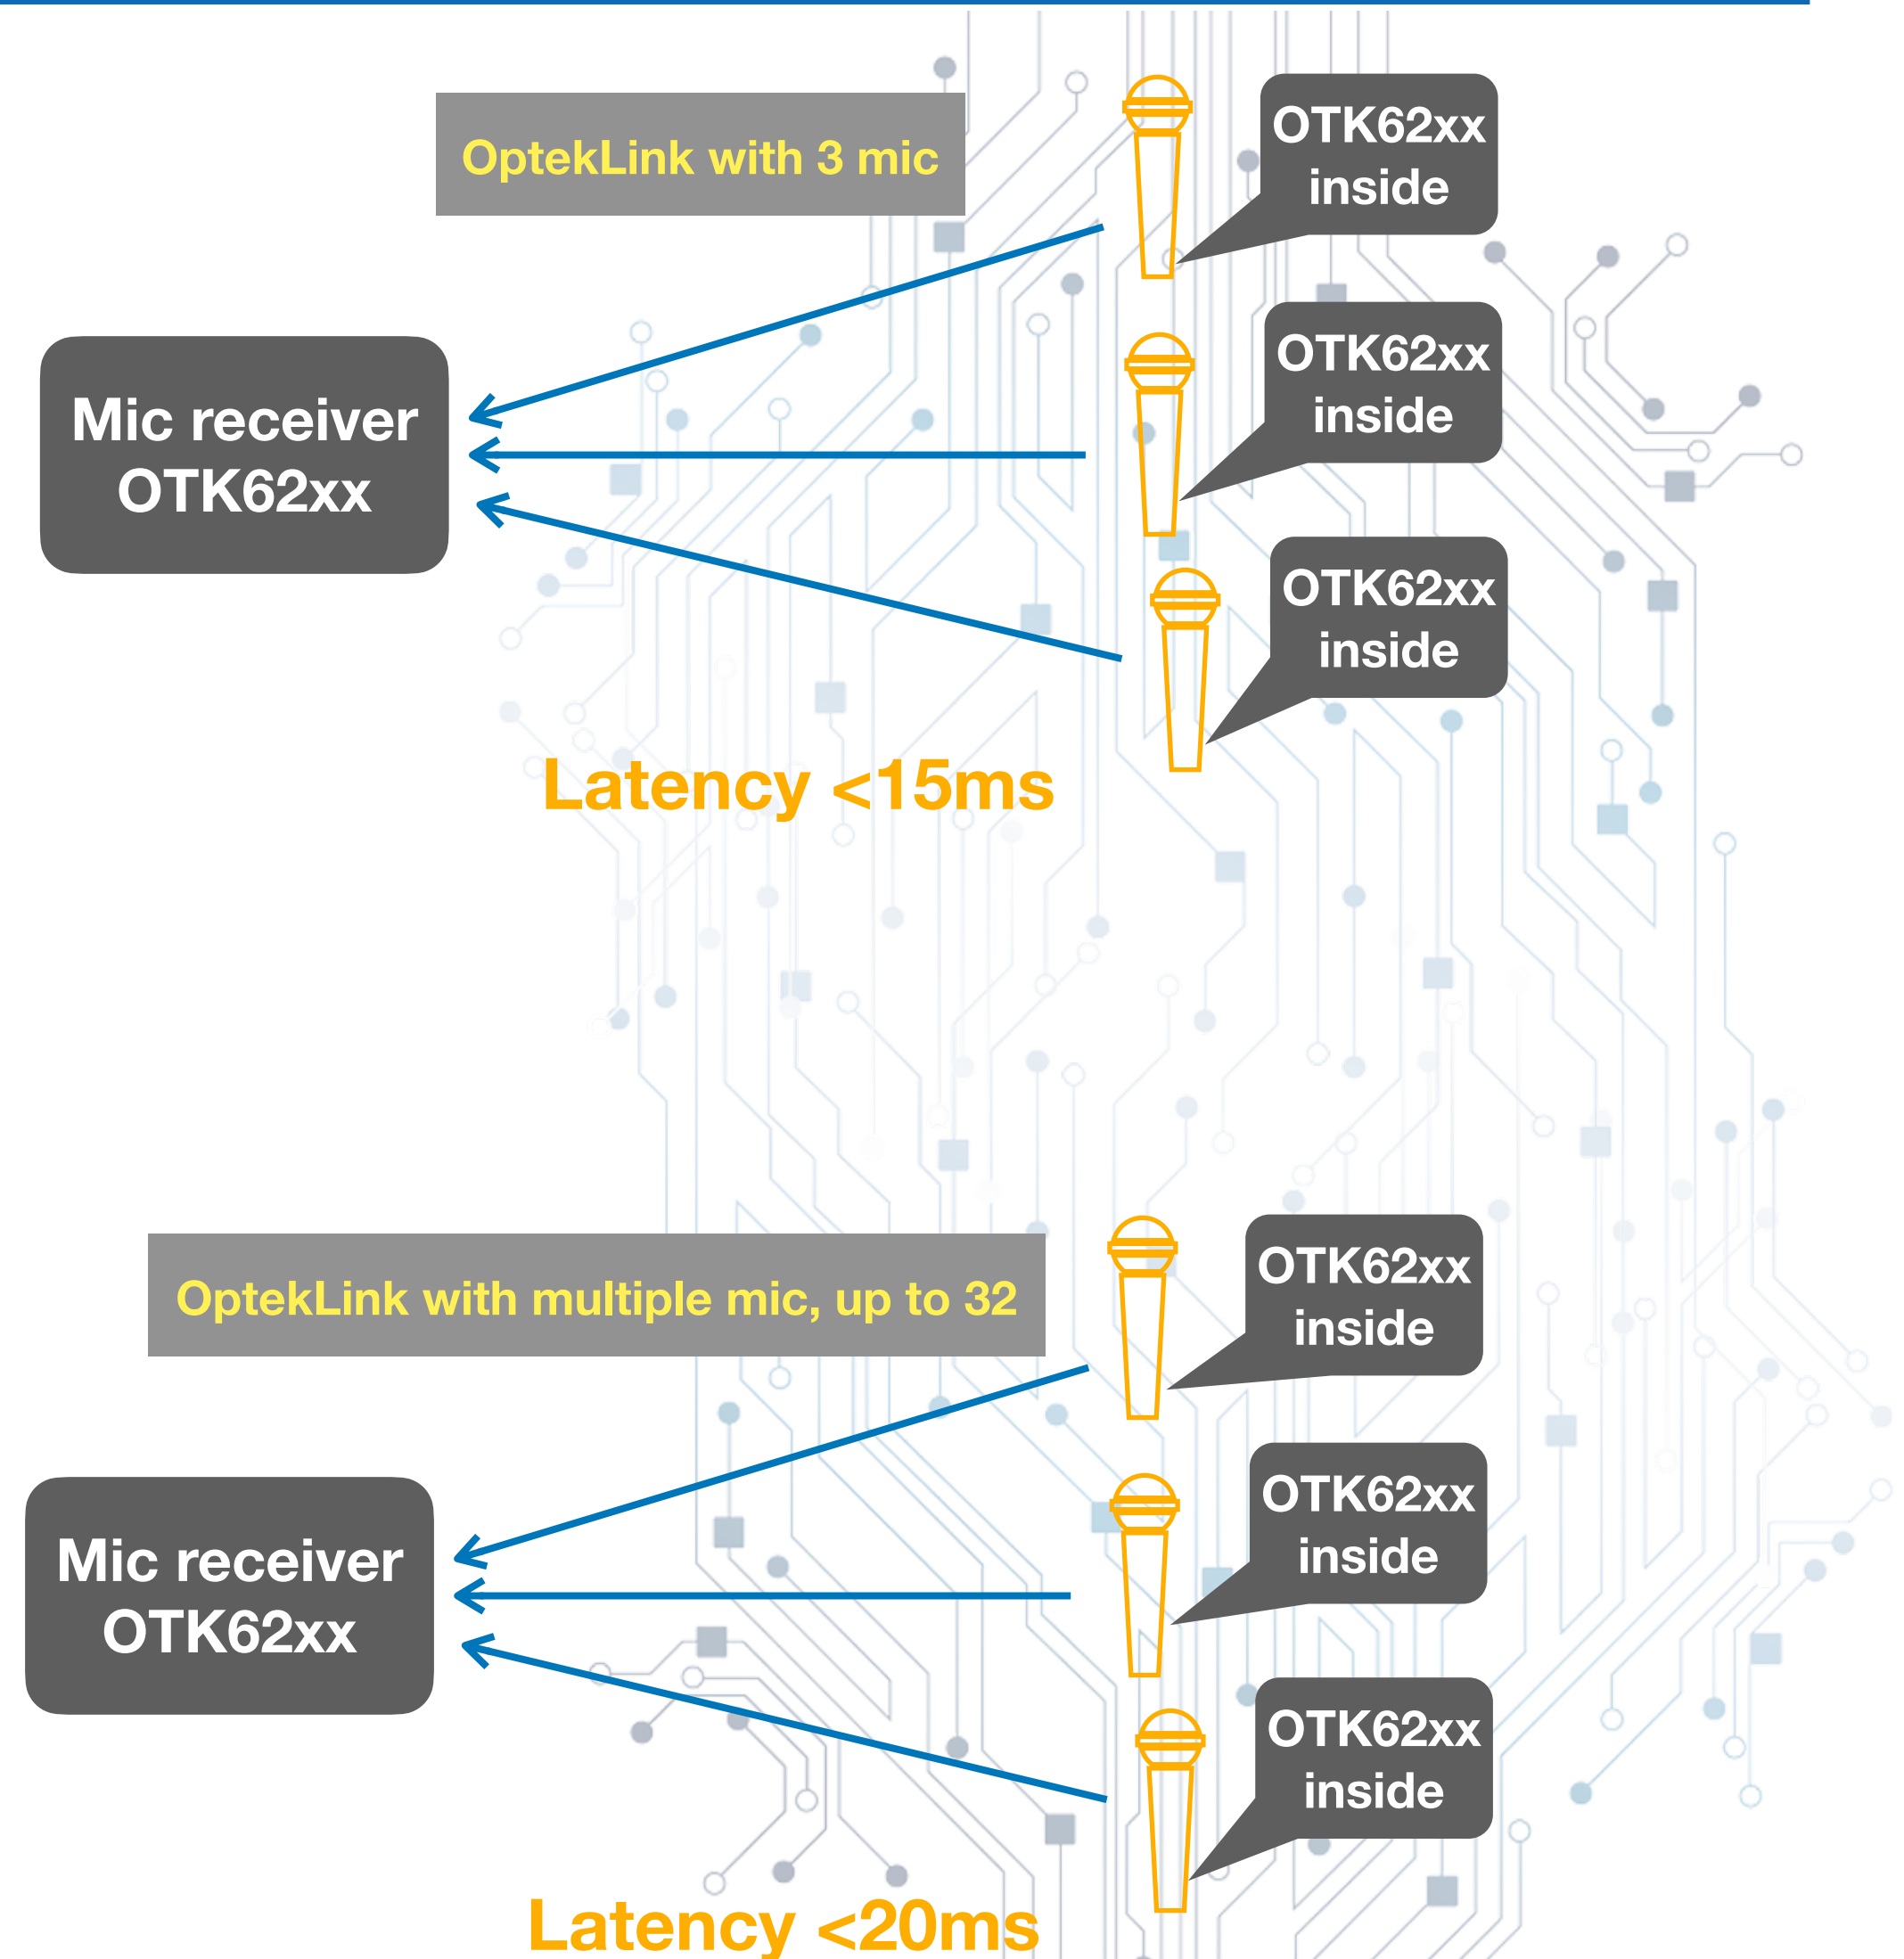 OptekLink with 3 mic
OTK62xx
inside
OTK62xx
inside
Mic receiver
OTK62xx
OTK62xx
inside
Latency <15ms
OptekLink with multiple mic, up to 32
OTK62xx
inside
OTK62xx
inside
Mic receiver
OTK62xx
OTK62xx
inside
Latency <20ms